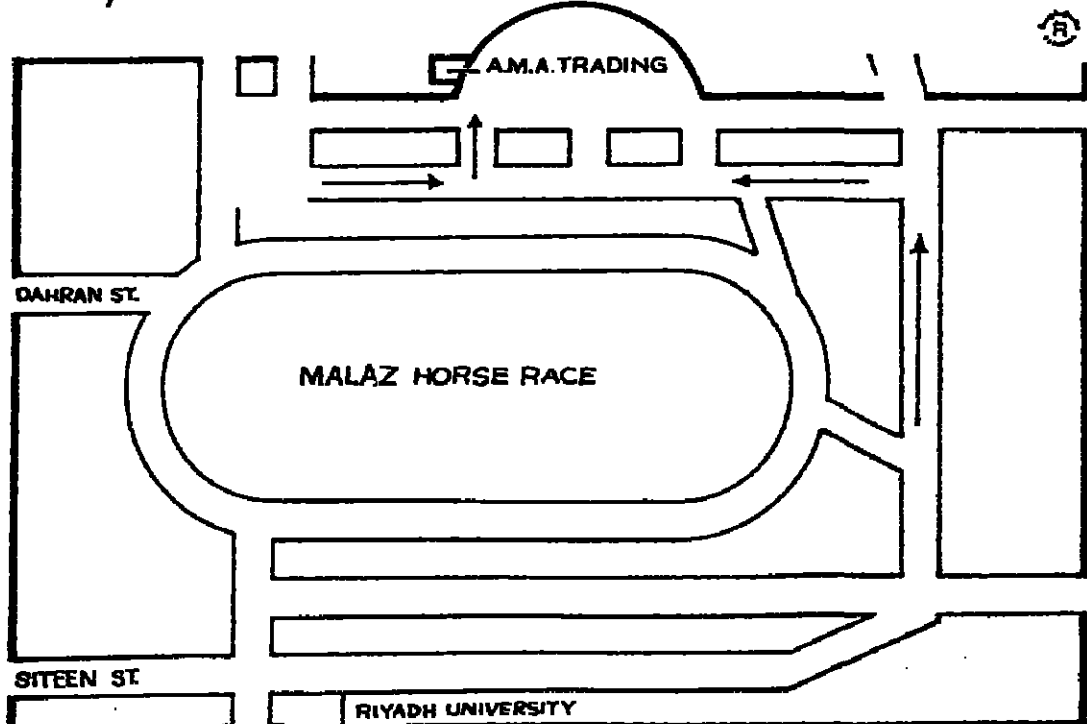 R
A.M.A. TRADING
DAHRAN ST.
MALAZ HORSE RACE
SITEEN ST.
RIYADH UNIVERSITY